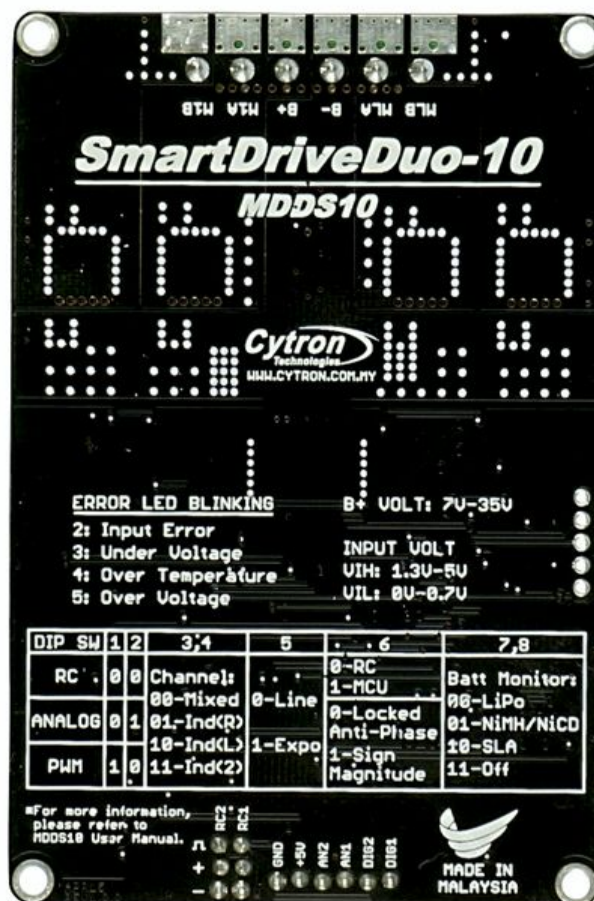 M1B M1A B+ B- MLA MLB
SmartDriveDuo-10
MDDS10
Cytron
Technologies
WWW.CYTRON.COM.MY
ERROR LED BLINKING
2: Input Error
3: Under Voltage
4: Over Temperature
5: Over Voltage
B+ VOLT: 7V-35V
INPUT VOLT
VIH: 1.3V-5V
VIL: 0V-0.7V
DIP SW 1 2 3,4 5 6 7,8
RC 0 0
ANALOG 0 1
PWM 1 0
Channel:
00-Mixed
01-Ind(R)
10-Ind(L)
11-Ind(2)
0-Line
1-Expo
0-RC
1-MCU
0-Locked
Anti-Phase
1-Sign
Magnitude
Batt Monitor:
00-LiPo
01-NiMH/NiCD
10-SLA
11-Off
*For more information,
please refer to
MDDS10 User Manual.
RC2 RC1
+
-
GND +5V AN2 AN1 DIG2 DIG1
MADE IN
MALAYSIA